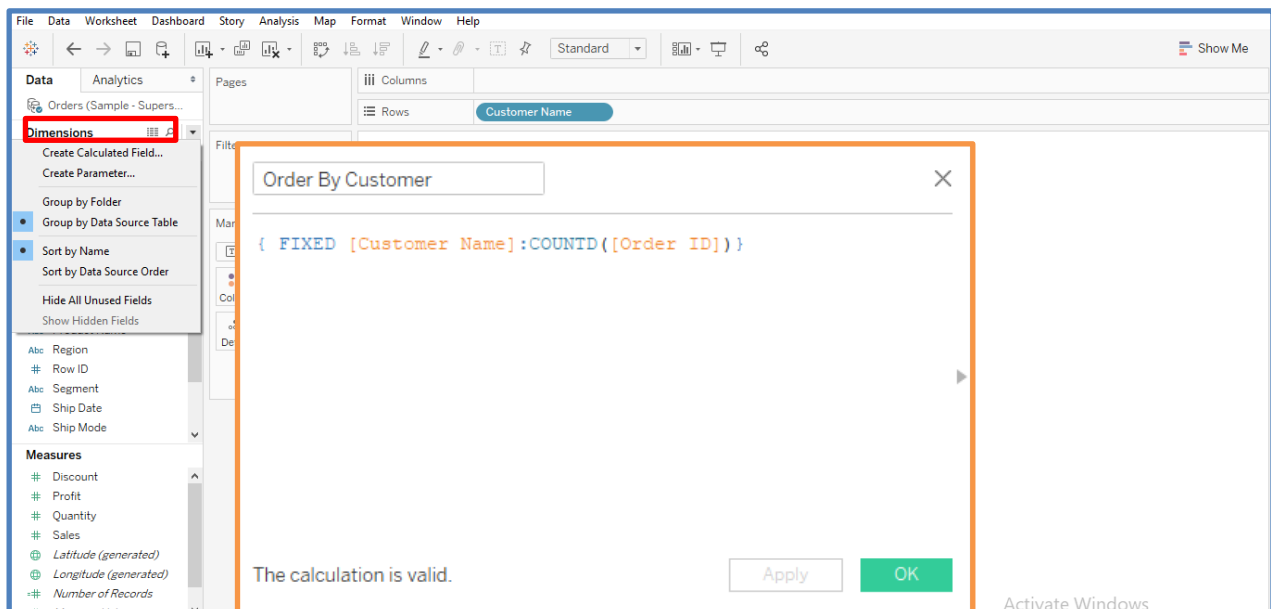 File Data Worksheet Dashboard Story Analysis Map Format Window Help
Standard
Show Me
Data Analytics
Pages
Columns
Orders (Sample - Supers...
Rows Customer Name
Dimensions
Create Calculated Field...
Create Parameter...
Group by Folder
Group by Data Source Table
Sort by Name
Sort by Data Source Order
Hide All Unused Fields
Show Hidden Fields
Abc Region
# Row ID
Abc Segment
Ship Date
Abc Ship Mode
Measures
# Discount
# Profit
# Quantity
# Sales
Latitude (generated)
Longitude (generated)
=# Number of Records
Order By Customer
{ FIXED [Customer Name]:COUNTD([Order ID])}
The calculation is valid.
Apply OK
Activate Windows